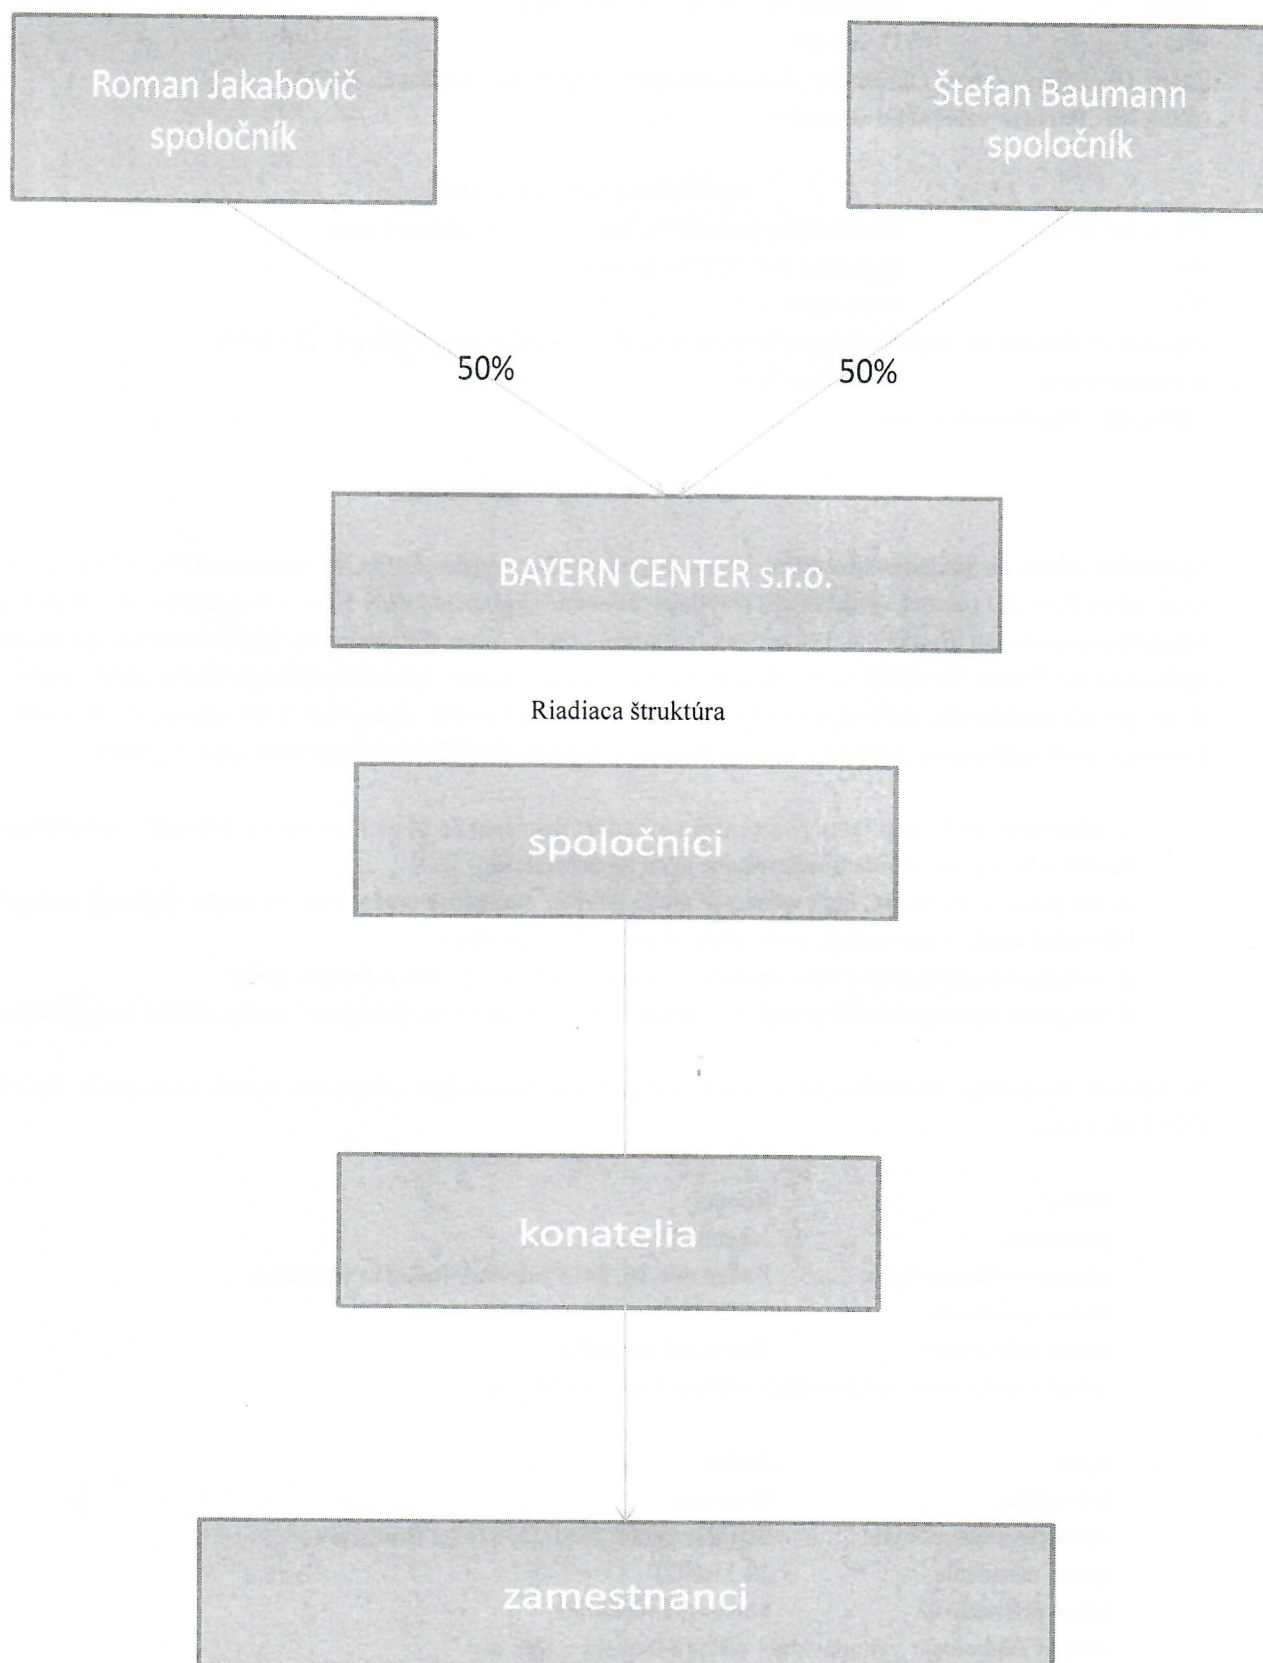 Roman Jakabovič
spoločník
Štefan Baumann
spoločník
50%
50%
BAYERN CENTER s.r.o.
Riadiaca štruktúra
spoločníci
konatelia
zamestnanci